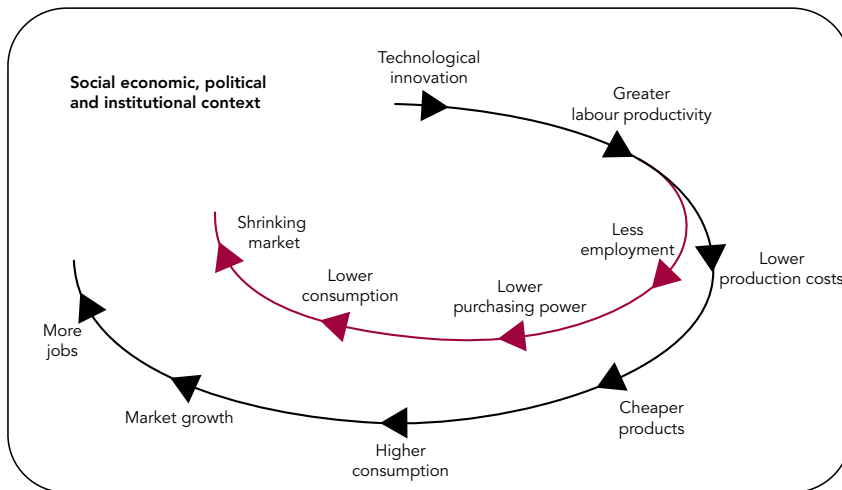 Social economic, political
and institutional context
Technological
innovation
Greater
labour productivity
Lower
production costs
Cheaper
products
Higher
consumption
Market growth
More
jobs
Less
employment
Lower
purchasing power
Lower
consumption
Shrinking
market